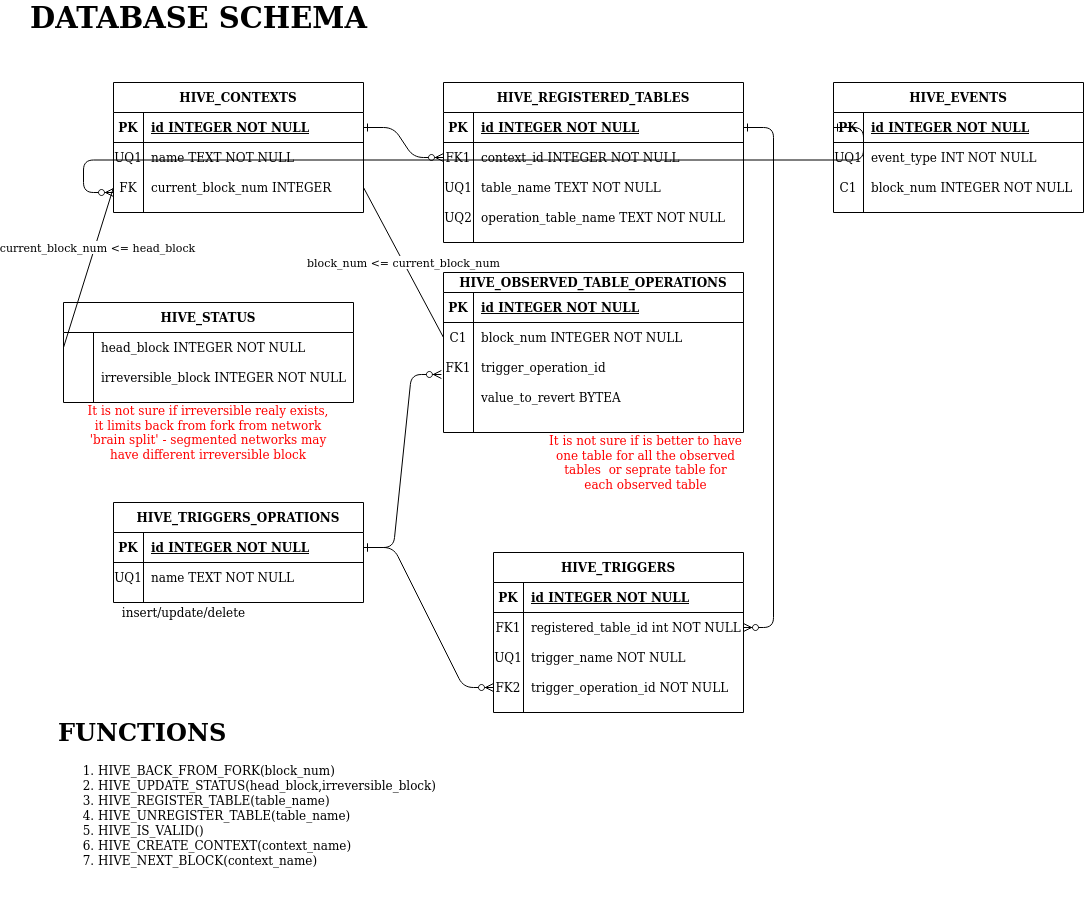 DATABASE SCHEMA
HIVE_CONTEXTS
PK id INTEGER NOT NULL
UQ1 name TEXT NOT NULL
FK current_block_num INTEGER
HIVE_REGISTERED_TABLES
PK id INTEGER NOT NULL
FK1 context_id INTEGER NOT NULL
UQ1 table_name TEXT NOT NULL
UQ2 operation_table_name TEXT NOT NULL
HIVE_EVENTS
PK id INTEGER NOT NULL
UQ1 event_type INT NOT NULL
C1 block_num INTEGER NOT NULL
current_block_num <= head_block
block_num <= current_block_num
HIVE_STATUS
head_block INTEGER NOT NULL
irreversible_block INTEGER NOT NULL
It is not sure if irreversible realy exists,
it limits back from fork from network
'brain split' - segmented networks may
have different irreversible block
HIVE_OBSERVED_TABLE_OPERATIONS
PK id INTEGER NOT NULL
C1 block_num INTEGER NOT NULL
FK1 trigger_operation_id
value_to_revert BYTEA
It is not sure if is better to have
one table for all the observed
tables  or seprate table for
each observed table
HIVE_TRIGGERS_OPRATIONS
PK id INTEGER NOT NULL
UQ1 name TEXT NOT NULL
insert/update/delete
HIVE_TRIGGERS
PK id INTEGER NOT NULL
FK1 registered_table_id int NOT NULL
UQ1 trigger_name NOT NULL
FK2 trigger_operation_id NOT NULL
FUNCTIONS
1. HIVE_BACK_FROM_FORK(block_num)
2. HIVE_UPDATE_STATUS(head_block,irreversible_block)
3. HIVE_REGISTER_TABLE(table_name)
4. HIVE_UNREGISTER_TABLE(table_name)
5. HIVE_IS_VALID()
6. HIVE_CREATE_CONTEXT(context_name)
7. HIVE_NEXT_BLOCK(context_name)